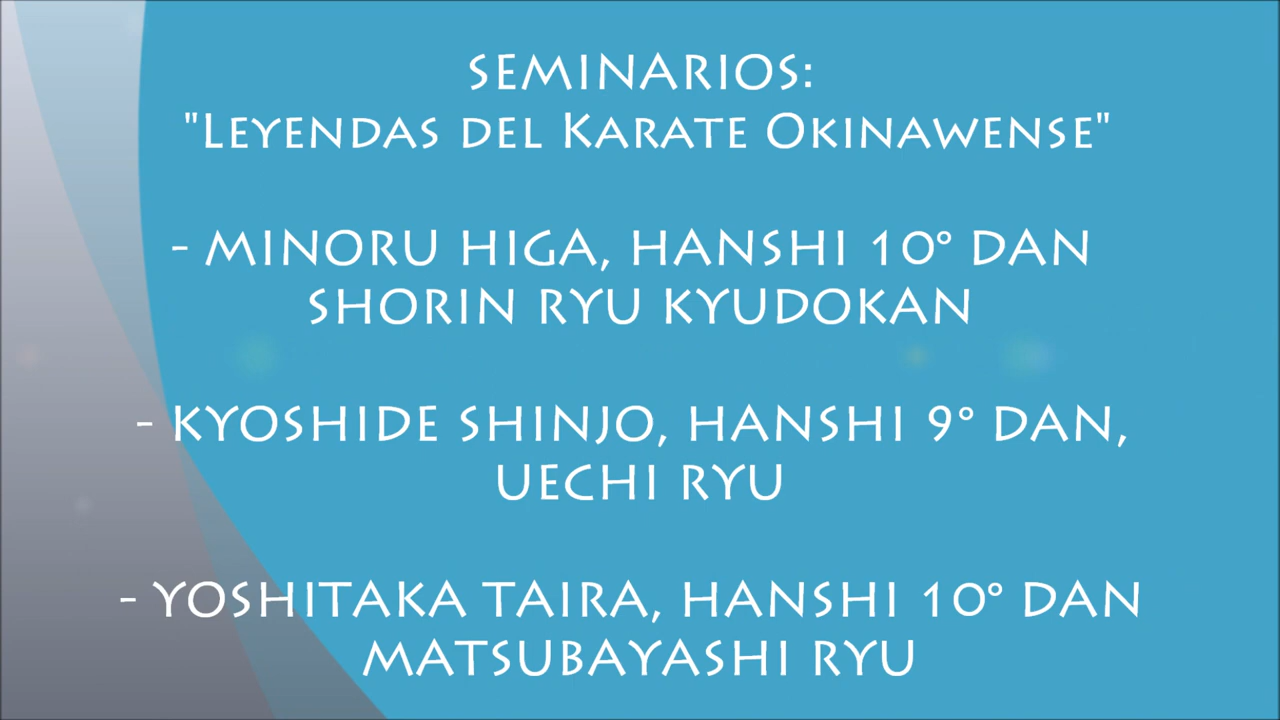 SEMINARIOS:
"LEYENDAS DEL KARATE OKINAWENSE"
- MINORU HIGA, HANSHI 10° DAN
SHORIN RYU KYUDOKAN
- KYOSHIDE SHINJO, HANSHI 9° DAN,
UECHI RYU
- YOSHITAKA TAIRA, HANSHI 10° DAN
MATSUBAYASHI RYU